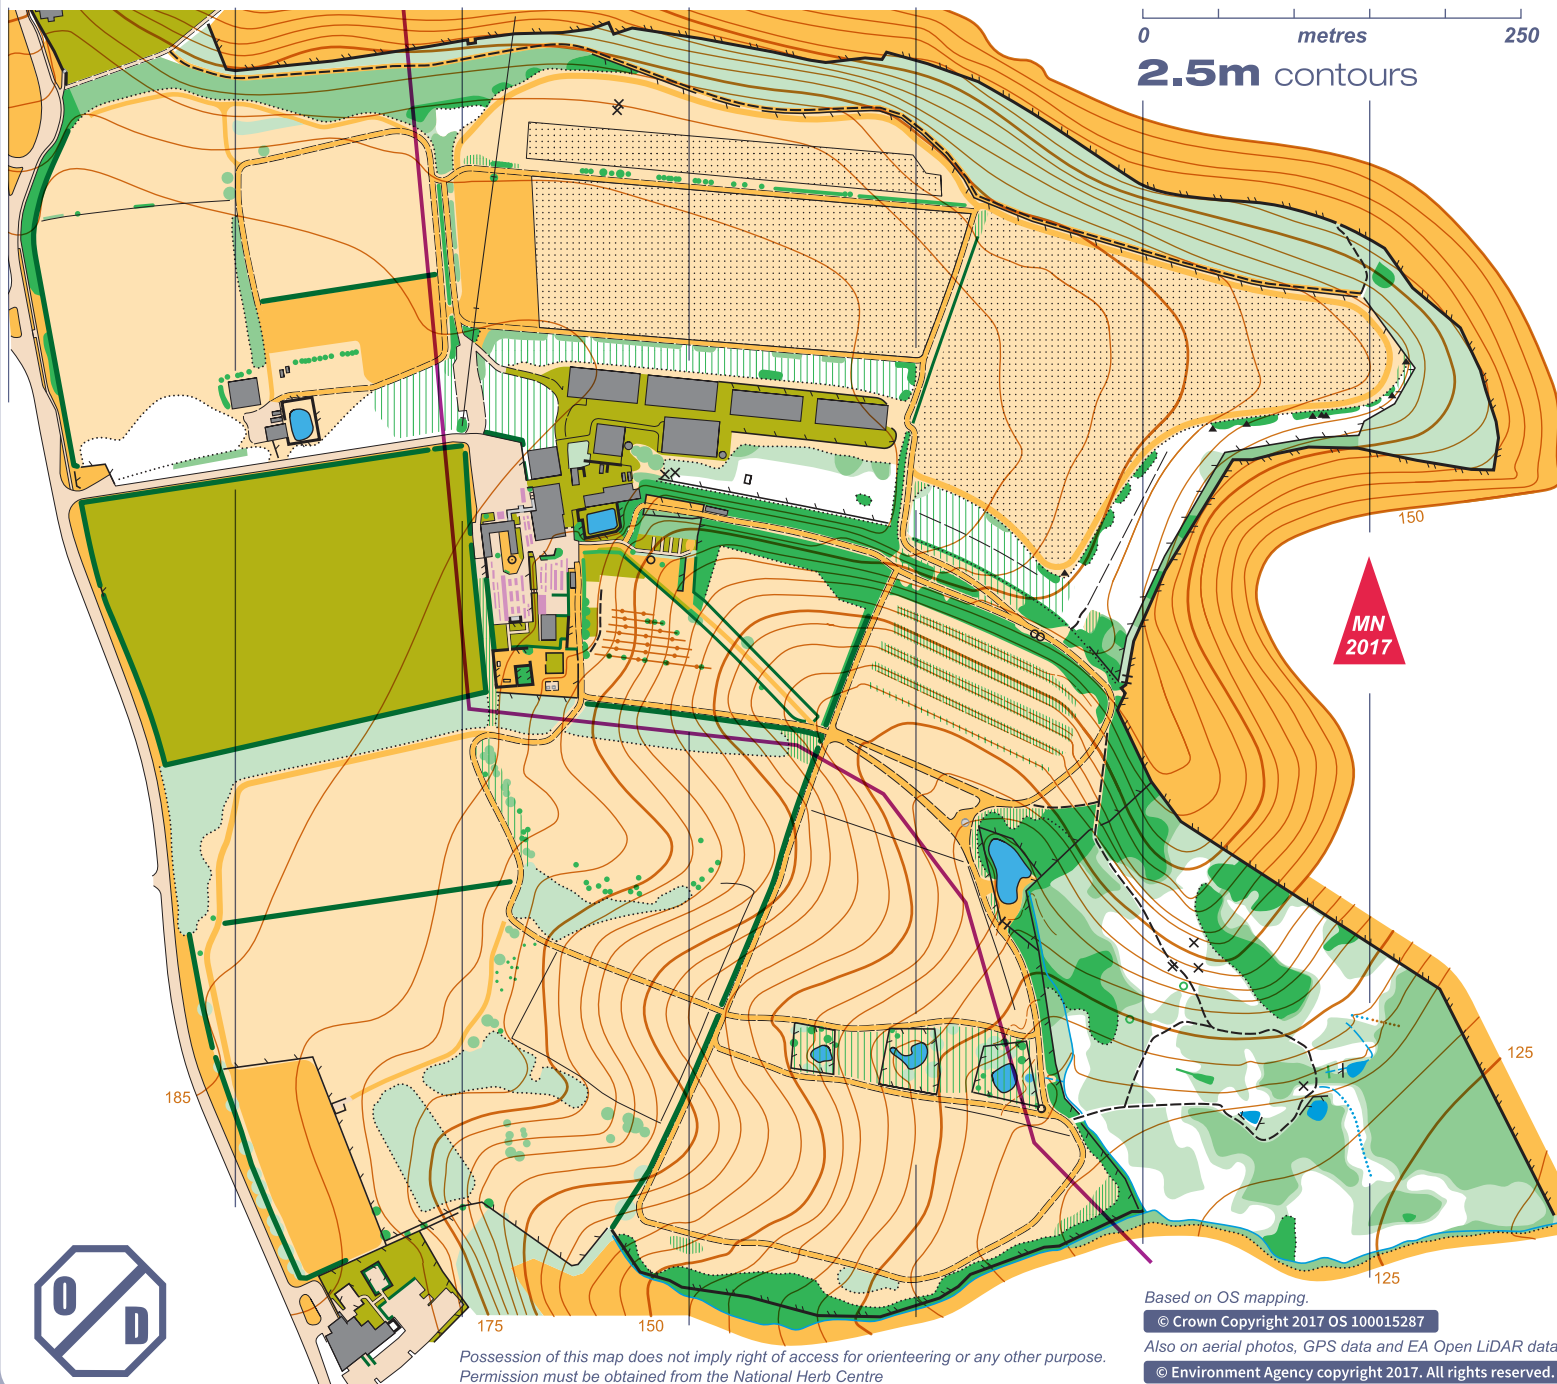 0 metres 250
2.5m contours
150
MN
2017
125
185
125
O D
175 150
Based on OS mapping.
© Crown Copyright 2017 OS 100015287
Also on aerial photos, GPS data and EA Open LiDAR data
© Environment Agency copyright 2017. All rights reserved.
Possession of this map does not imply right of access for orienteering or any other purpose.
Permission must be obtained from the National Herb Centre